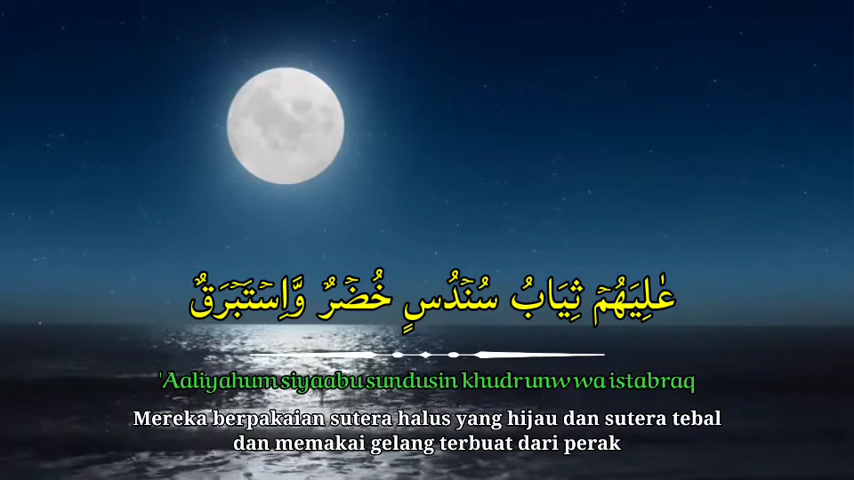 عٰلِيَهُمْ ثِيَابُ سُنْدُسٍ خُضْرٌ وَّاِسْتَبْرَقٌ
'Aaliyahum siyaabu sundusin khudrunw wa istabraq
Mereka berpakaian sutera halus yang hijau dan sutera tebal
dan memakai gelang terbuat dari perak